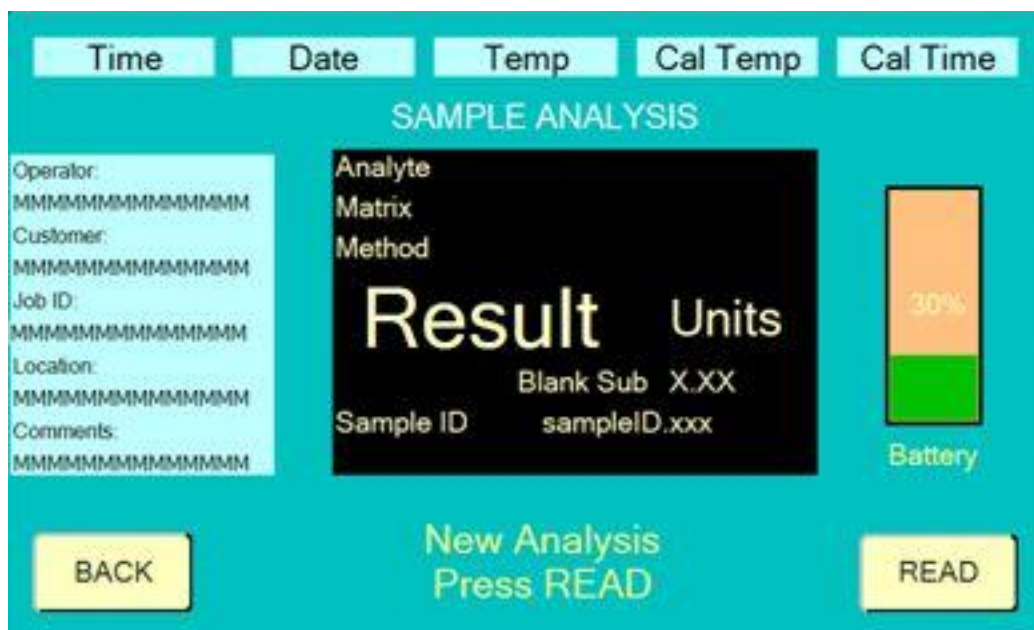 Time Date Temp Cal Temp Cal Time
SAMPLE ANALYSIS
Operator:
MMMMMMMMMMMMMMM
Customer:
MMMMMMMMMMMMMMM
Job ID:
MMMMMMMMMMMMMMM
Location:
MMMMMMMMMMMMMMM
Comments:
MMMMMMMMMMMMMMM
Analyte
Matrix
Method
Result Units
Blank Sub X.XX
Sample ID sampleID.xxx
30%
Battery
BACK
New Analysis
Press READ
READ